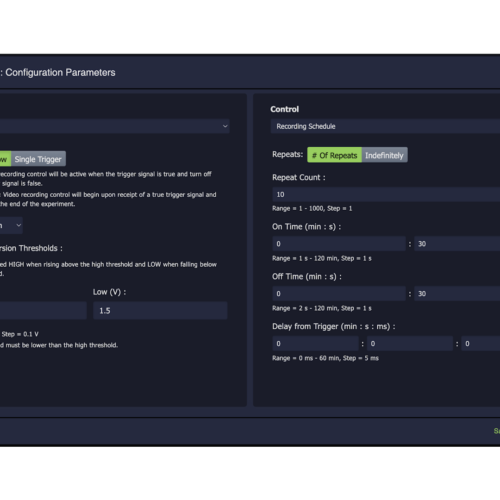 : Configuration Parameters
Single Trigger
ecording control will be active when the trigger signal is true and turn off
signal is false.
: Video recording control will begin upon receipt of a true trigger signal and
the end of the experiment.
rsion Thresholds :
ed HIGH when rising above the high threshold and LOW when falling below
d.
Low (V) :
1.5
Step = 0.1 V
d must be lower than the high threshold.
Control
Recording Schedule
Repeats: # Of Repeats Indefinitely
Repeat Count :
10
Range = 1 - 1000, Step = 1
On Time (min : s) :
0 : 30
Range = 1 s - 120 min, Step = 1 s
Off Time (min : s) :
0 : 30
Range = 2 s - 120 min, Step = 1 s
Delay from Trigger (min : s : ms) :
0 : 0 : 0
Range = 0 ms - 60 min, Step = 5 ms